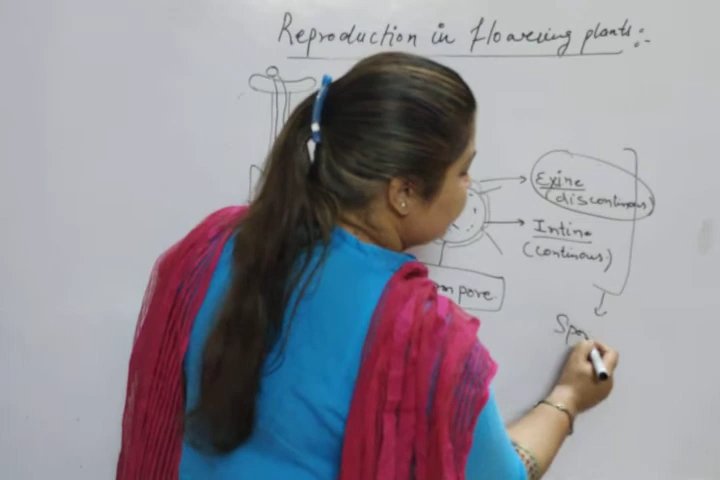 Reproduction in flowering plants:-
Exine
(discontinous)
Intine
(continous)
pore
Spo